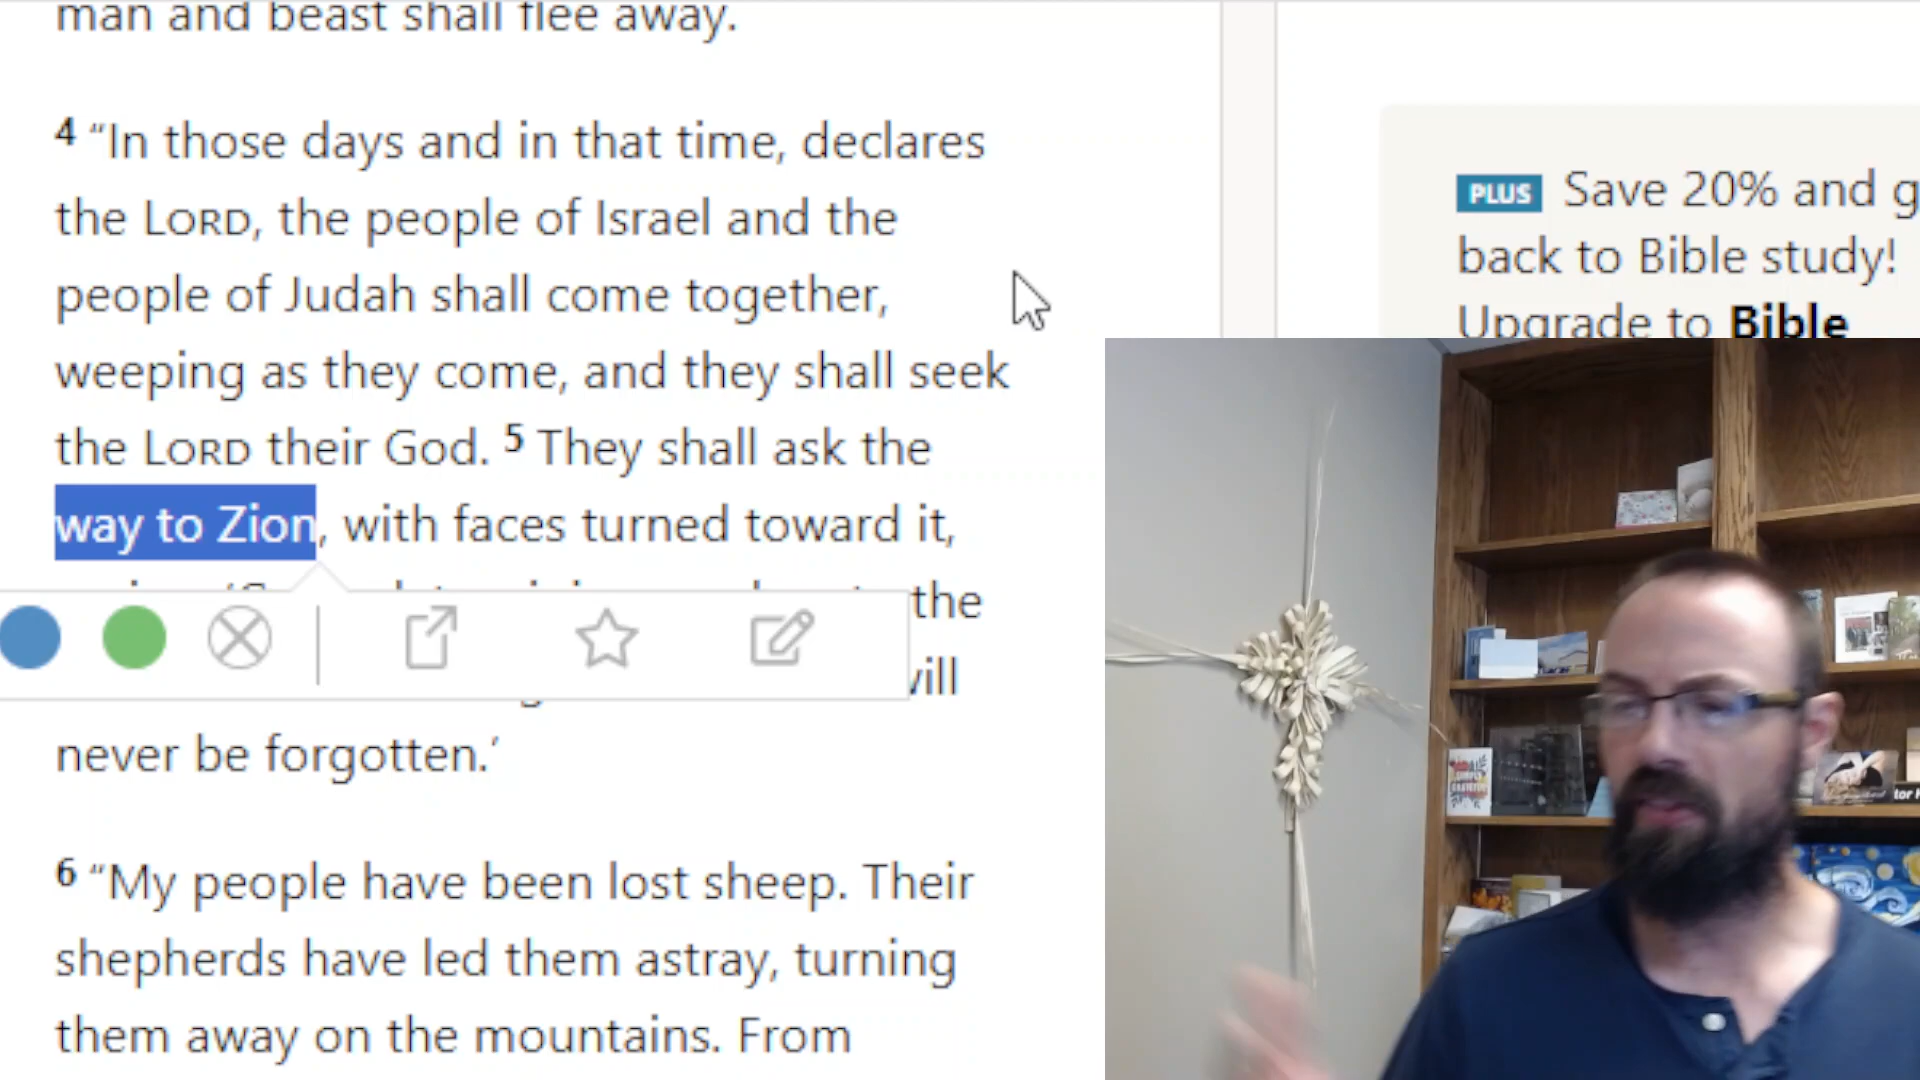 man and beast shall flee away.
4 “In those days and in that time, declares
the LORD, the people of Israel and the
people of Judah shall come together,
weeping as they come, and they shall seek
the LORD their God. 5 They shall ask the
way to Zion, with faces turned toward it,
the
will
never be forgotten.’
6 “My people have been lost sheep. Their
shepherds have led them astray, turning
them away on the mountains. From
PLUS Save 20% and g
back to Bible study!
Upgrade to Bible